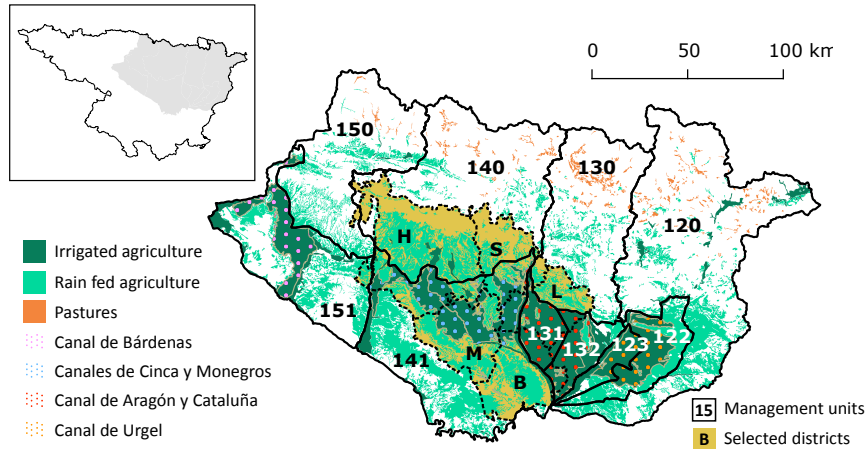 0 50 100 km
150
140
130
120
H
S
L
151
131
132
123
122
141
M
B
Irrigated agriculture
Rain fed agriculture
Pastures
Canal de Bárdenas
Canales de Cinca y Monegros
Canal de Aragón y Cataluña
Canal de Urgel
15 Management units
B Selected districts